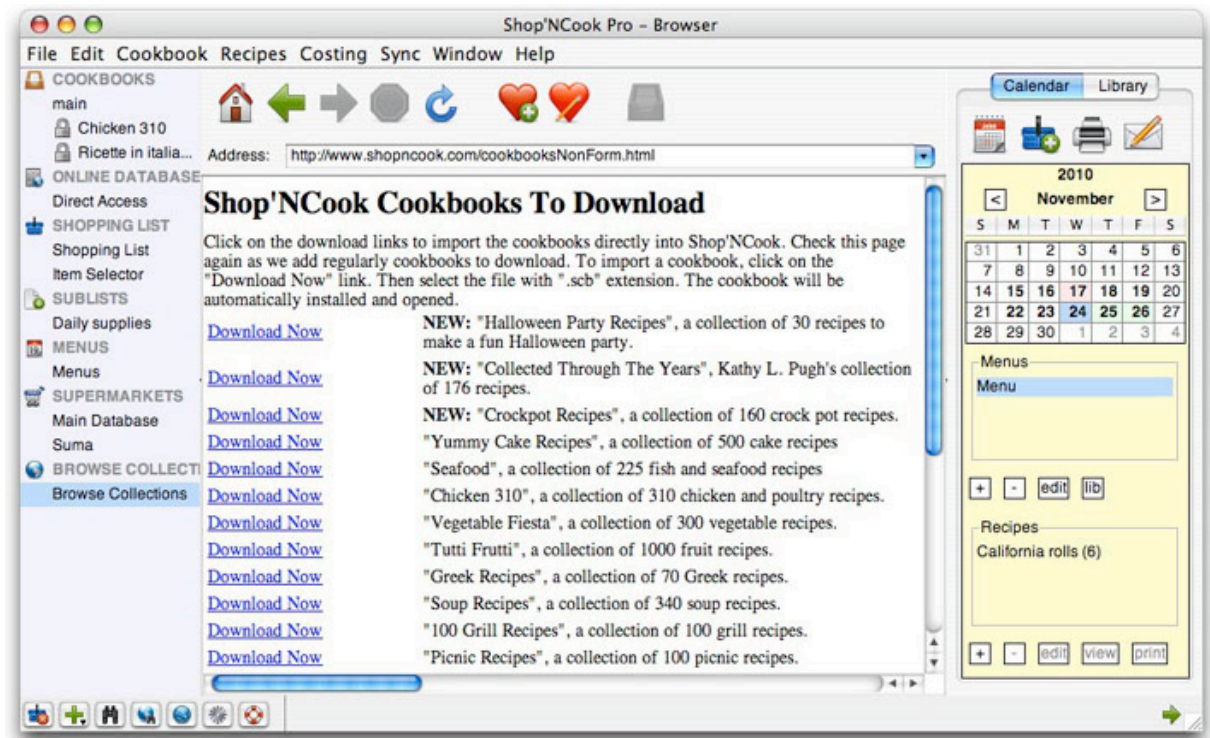 Shop'NCook Pro – Browser
File Edit Cookbook Recipes Costing Sync Window Help
COOKBOOKS
main
Chicken 310
Ricette in italia...
ONLINE DATABASE
Direct Access
SHOPPING LIST
Shopping List
Item Selector
SUBLISTS
Daily supplies
MENUS
Menus
SUPERMARKETS
Main Database
Suma
BROWSE COLLECTI
Browse Collections
Address: http://www.shopncook.com/cookbooksNonForm.html
Shop'NCook Cookbooks To Download
Click on the download links to import the cookbooks directly into Shop'NCook. Check this page
again as we add regularly cookbooks to download. To import a cookbook, click on the
"Download Now" link. Then select the file with ".scb" extension. The cookbook will be
automatically installed and opened.
Download Now NEW: "Halloween Party Recipes", a collection of 30 recipes to
make a fun Halloween party.
Download Now NEW: "Collected Through The Years", Kathy L. Pugh's collection
of 176 recipes.
Download Now NEW: "Crockpot Recipes", a collection of 160 crock pot recipes.
Download Now "Yummy Cake Recipes", a collection of 500 cake recipes
Download Now "Seafood", a collection of 225 fish and seafood recipes
Download Now "Chicken 310", a collection of 310 chicken and poultry recipes.
Download Now "Vegetable Fiesta", a collection of 300 vegetable recipes.
Download Now "Tutti Frutti", a collection of 1000 fruit recipes.
Download Now "Greek Recipes", a collection of 70 Greek recipes.
Download Now "Soup Recipes", a collection of 340 soup recipes.
Download Now "100 Grill Recipes", a collection of 100 grill recipes.
Download Now "Picnic Recipes", a collection of 100 picnic recipes.
Calendar Library
2010
< November >
S M T W T F S
31 1 2 3 4 5 6
7 8 9 10 11 12 13
14 15 16 17 18 19 20
21 22 23 24 25 26 27
28 29 30 1 2 3 4
Menus
Menu
+ - edit lib
Recipes
California rolls (6)
+ - edit view print